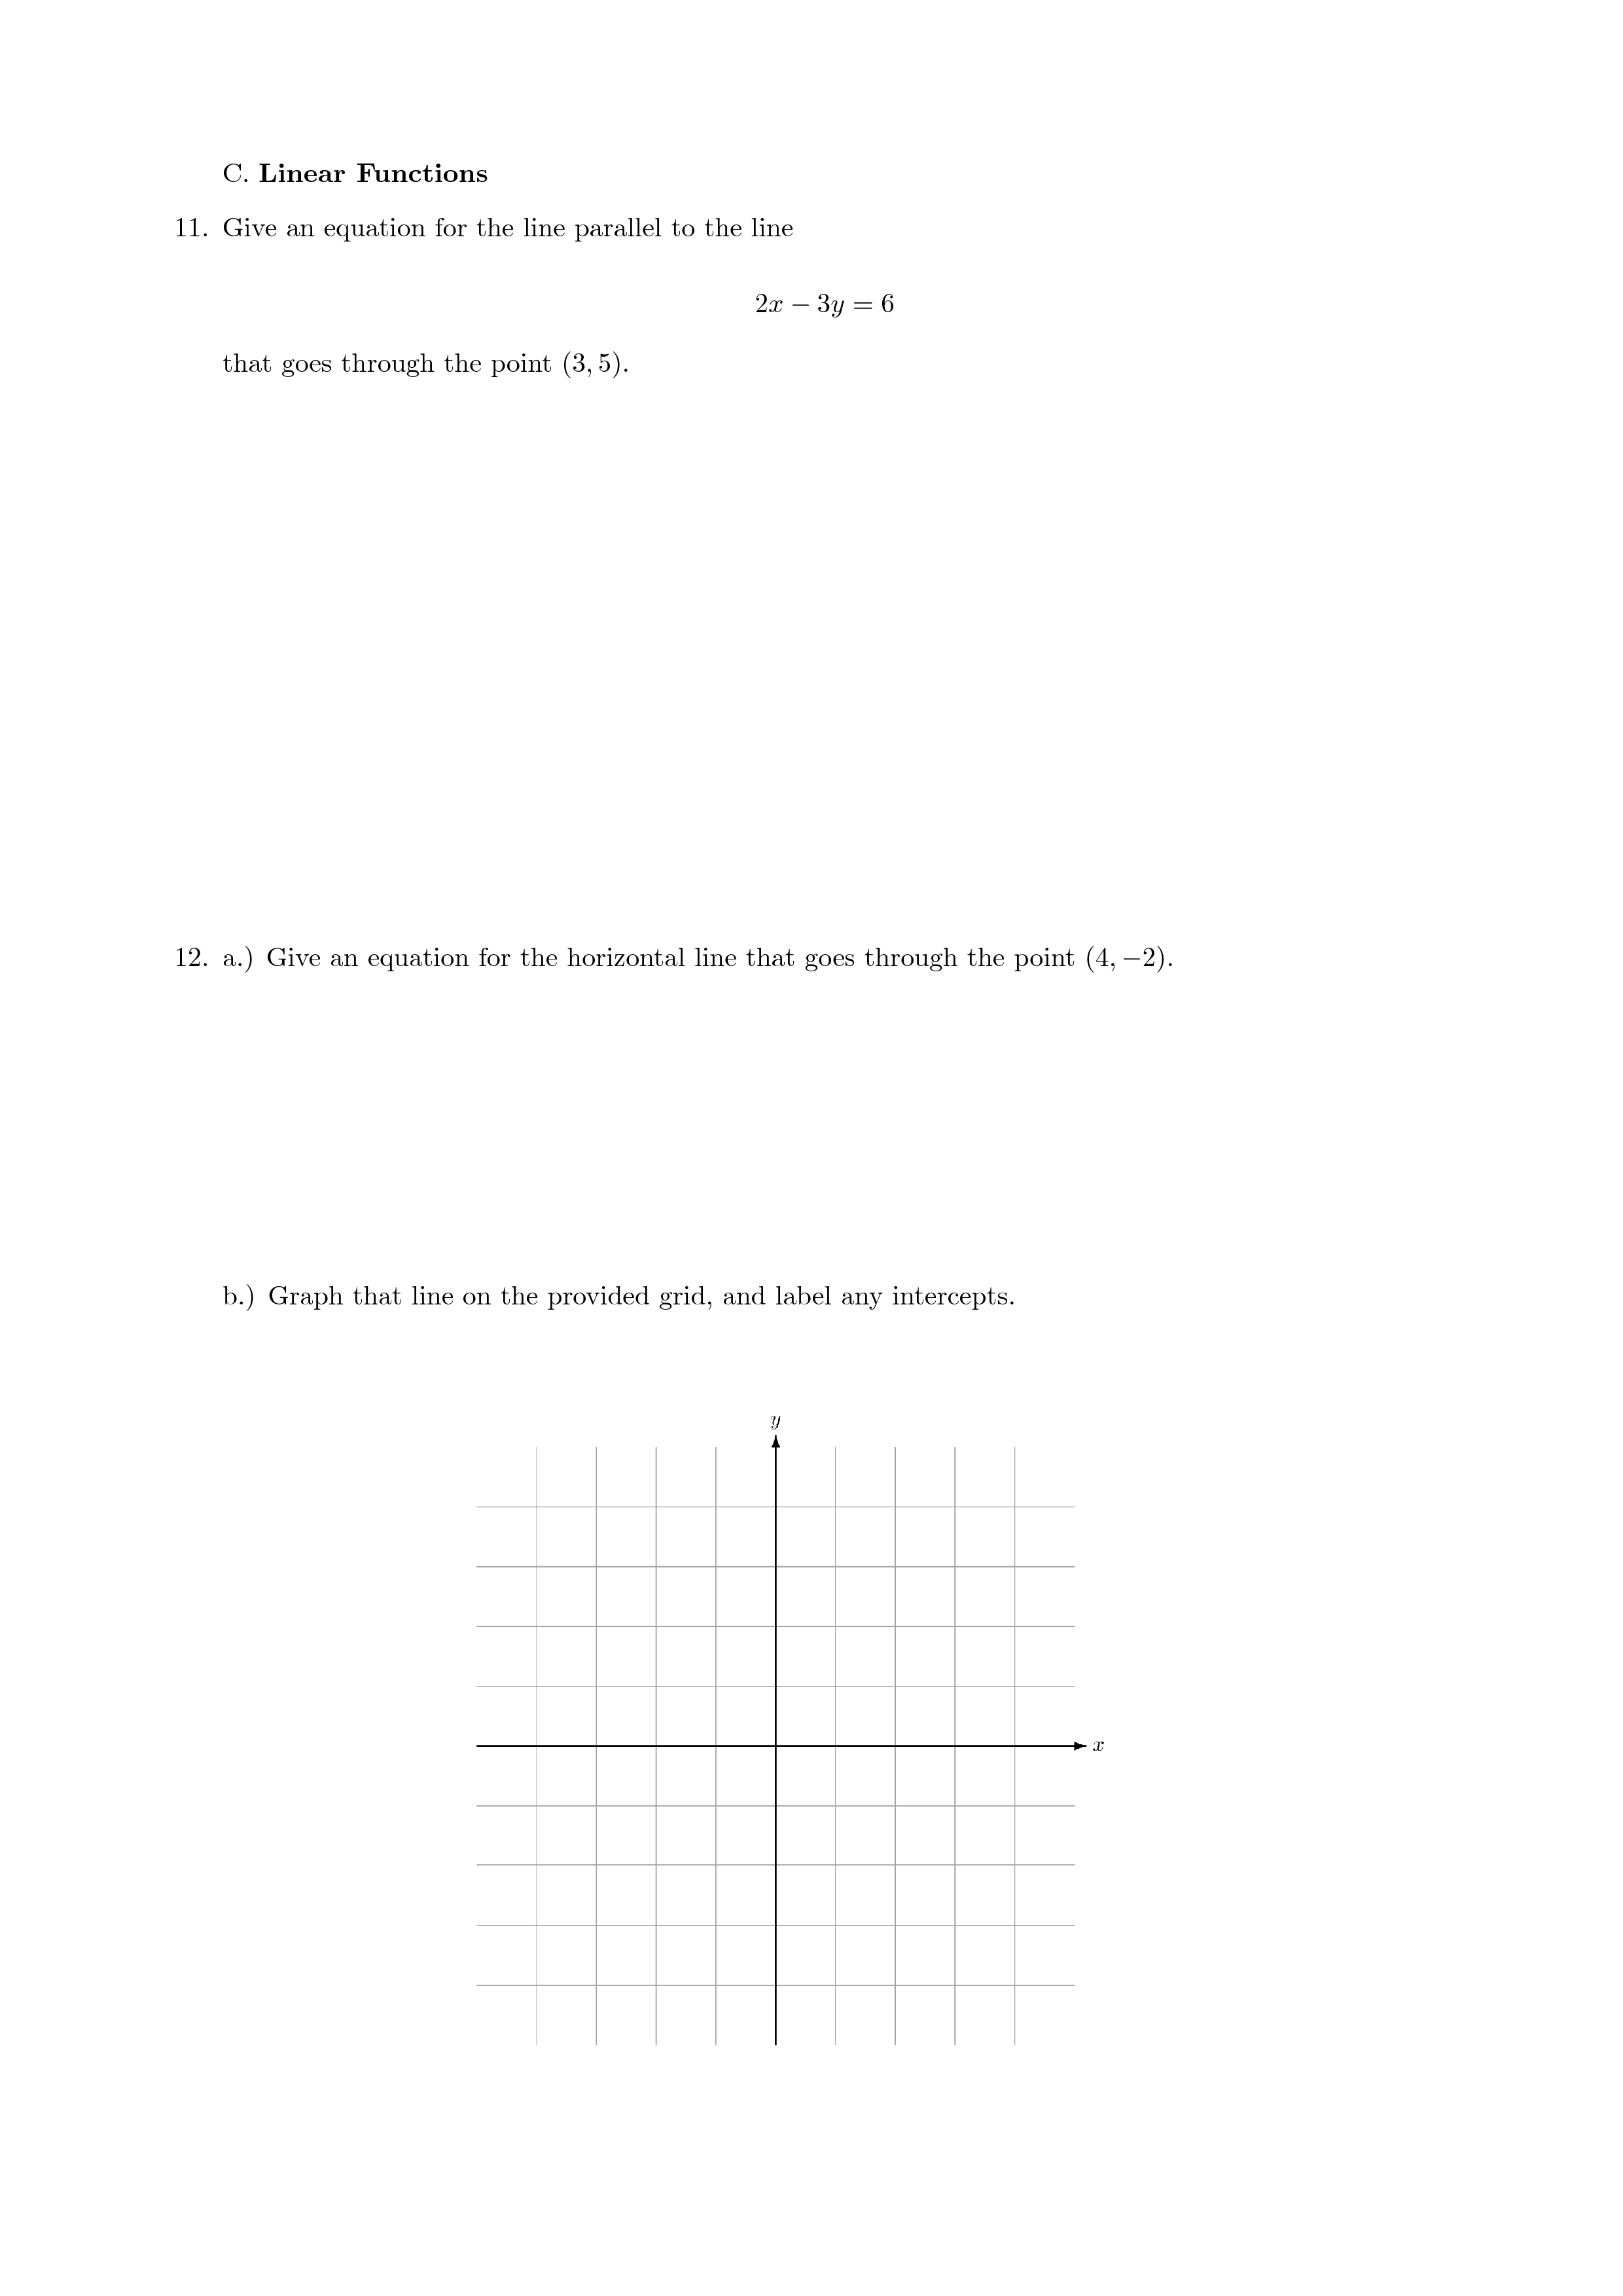 C. Linear Functions
11. Give an equation for the line parallel to the line
2x − 3y = 6
that goes through the point (3, 5).
12. a.) Give an equation for the horizontal line that goes through the point (4, −2).
b.) Graph that line on the provided grid, and label any intercepts.
y
x